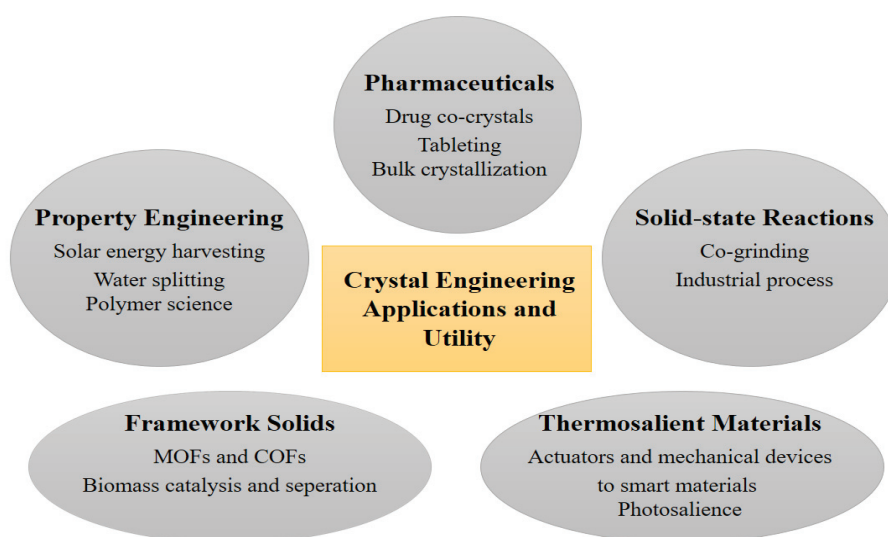 Pharmaceuticals
Drug co-crystals
Tableting
Bulk crystallization
Property Engineering
Solar energy harvesting
Water splitting
Polymer science
Solid-state Reactions
Co-grinding
Industrial process
Crystal Engineering
Applications and
Utility
Framework Solids
MOFs and COFs
Biomass catalysis and seperation
Thermosalient Materials
Actuators and mechanical devices
to smart materials
Photosalience